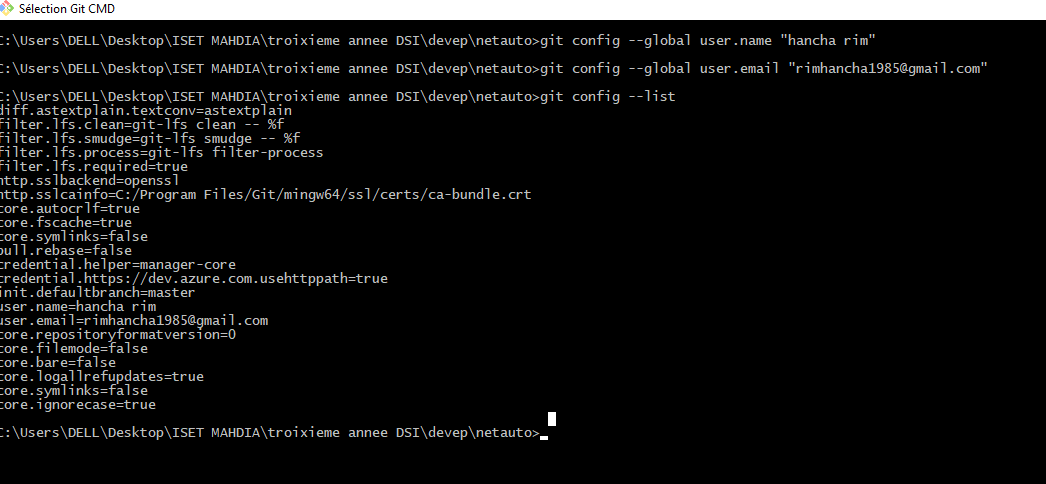 Sélection Git CMD
C:\Users\DELL\Desktop\ISET MAHDIA\troixieme annee DSI\devep\netauto>git config --global user.name "hancha rim"
C:\Users\DELL\Desktop\ISET MAHDIA\troixieme annee DSI\devep\netauto>git config --global user.email "rimhancha1985@gmail.com"
C:\Users\DELL\Desktop\ISET MAHDIA\troixieme annee DSI\devep\netauto>git config --list
diff.astextplain.textconv=astextplain
filter.lfs.clean=git-lfs clean -- %f
filter.lfs.smudge=git-lfs smudge -- %f
filter.lfs.process=git-lfs filter-process
filter.lfs.required=true
http.sslbackend=openssl
http.sslcainfo=C:/Program Files/Git/mingw64/ssl/certs/ca-bundle.crt
core.autocrlf=true
core.fscache=true
core.symlinks=false
pull.rebase=false
credential.helper=manager-core
credential.https://dev.azure.com.usehttppath=true
init.defaultbranch=master
user.name=hancha rim
user.email=rimhancha1985@gmail.com
core.repositoryformatversion=0
core.filemode=false
core.bare=false
core.logallrefupdates=true
core.symlinks=false
core.ignorecase=true
C:\Users\DELL\Desktop\ISET MAHDIA\troixieme annee DSI\devep\netauto>